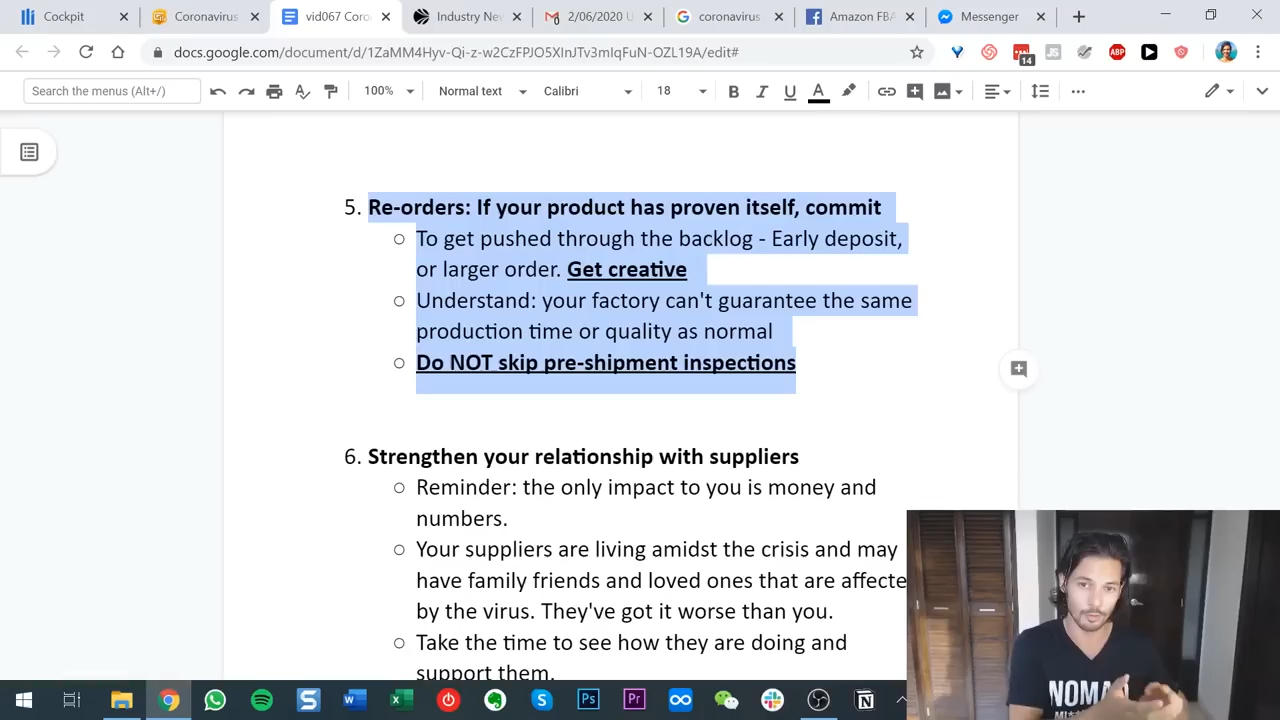 Cockpit
Coronavirus
vid067 Coro
Industry Nev
2/06/2020 U
coronavirus
Amazon FBA
Messenger
docs.google.com/document/d/1ZaMM4Hyv-Qi-z-w2CzFPJO5XInJTv3mIqFuN-OZL19A/edit#
14
JS
ABP
Search the menus (Alt+/)
100%
Normal text
Calibri
18
B I U A
5. Re-orders: If your product has proven itself, commit
To get pushed through the backlog - Early deposit,
or larger order. Get creative
Understand: your factory can't guarantee the same
production time or quality as normal
Do NOT skip pre-shipment inspections
6. Strengthen your relationship with suppliers
Reminder: the only impact to you is money and
numbers.
Your suppliers are living amidst the crisis and may
have family friends and loved ones that are affecte
by the virus. They've got it worse than you.
Take the time to see how they are doing and
support them.
NOMA